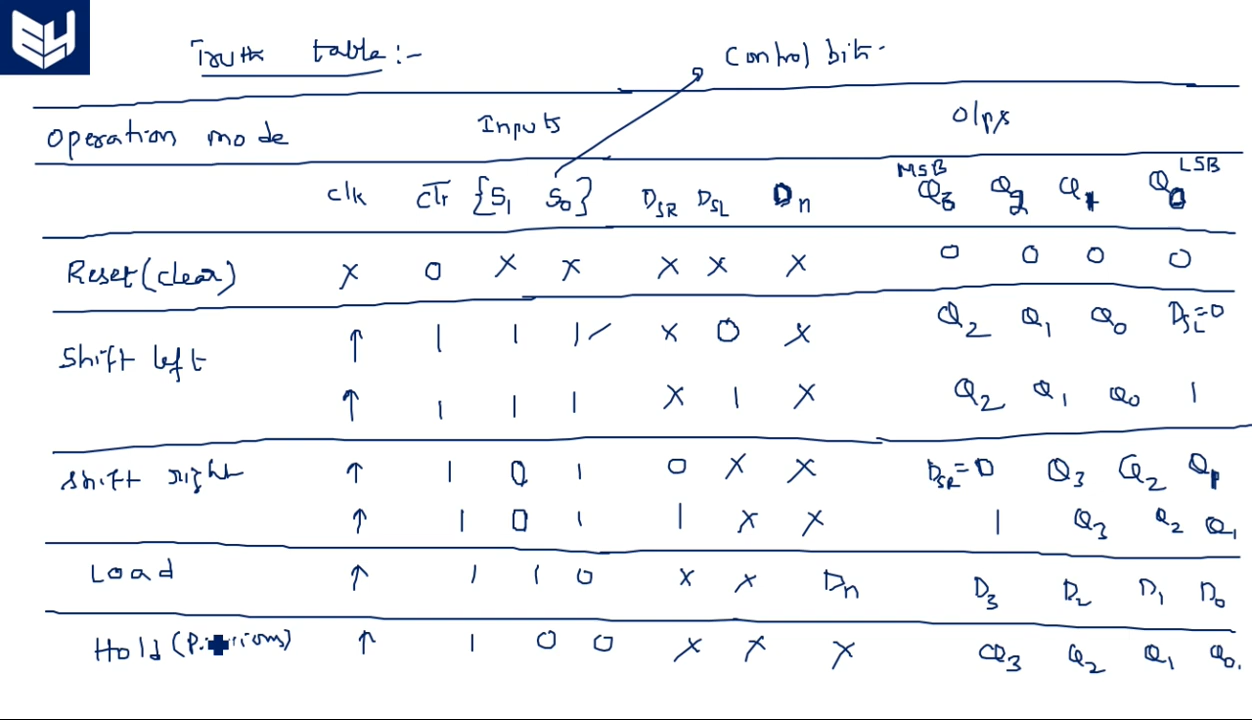 Truth table :-
Control bit.
Operation mode Inputs O/ps
MSB LSB
clk CTr {S1 S0} DSR DSL Dn Q3 Q2 Q1 Q0
Reset (clear) X 0 X X X X X 0 0 0 0
↑ 1 1 1 X 0 X Q2 Q1 Q0 DSL=0
Shift left
↑ 1 1 1 X 1 X Q2 Q1 Q0 1
Shift right ↑ 1 0 1 0 X X DSR=0 Q3 Q2 Q1
↑ 1 0 1 1 X X 1 Q3 Q2 Q1
Load ↑ 1 1 0 X X Dn D3 D2 D1 D0
Hold ↑ 1 0 0 X X X Q3 Q2 Q1 Q0.